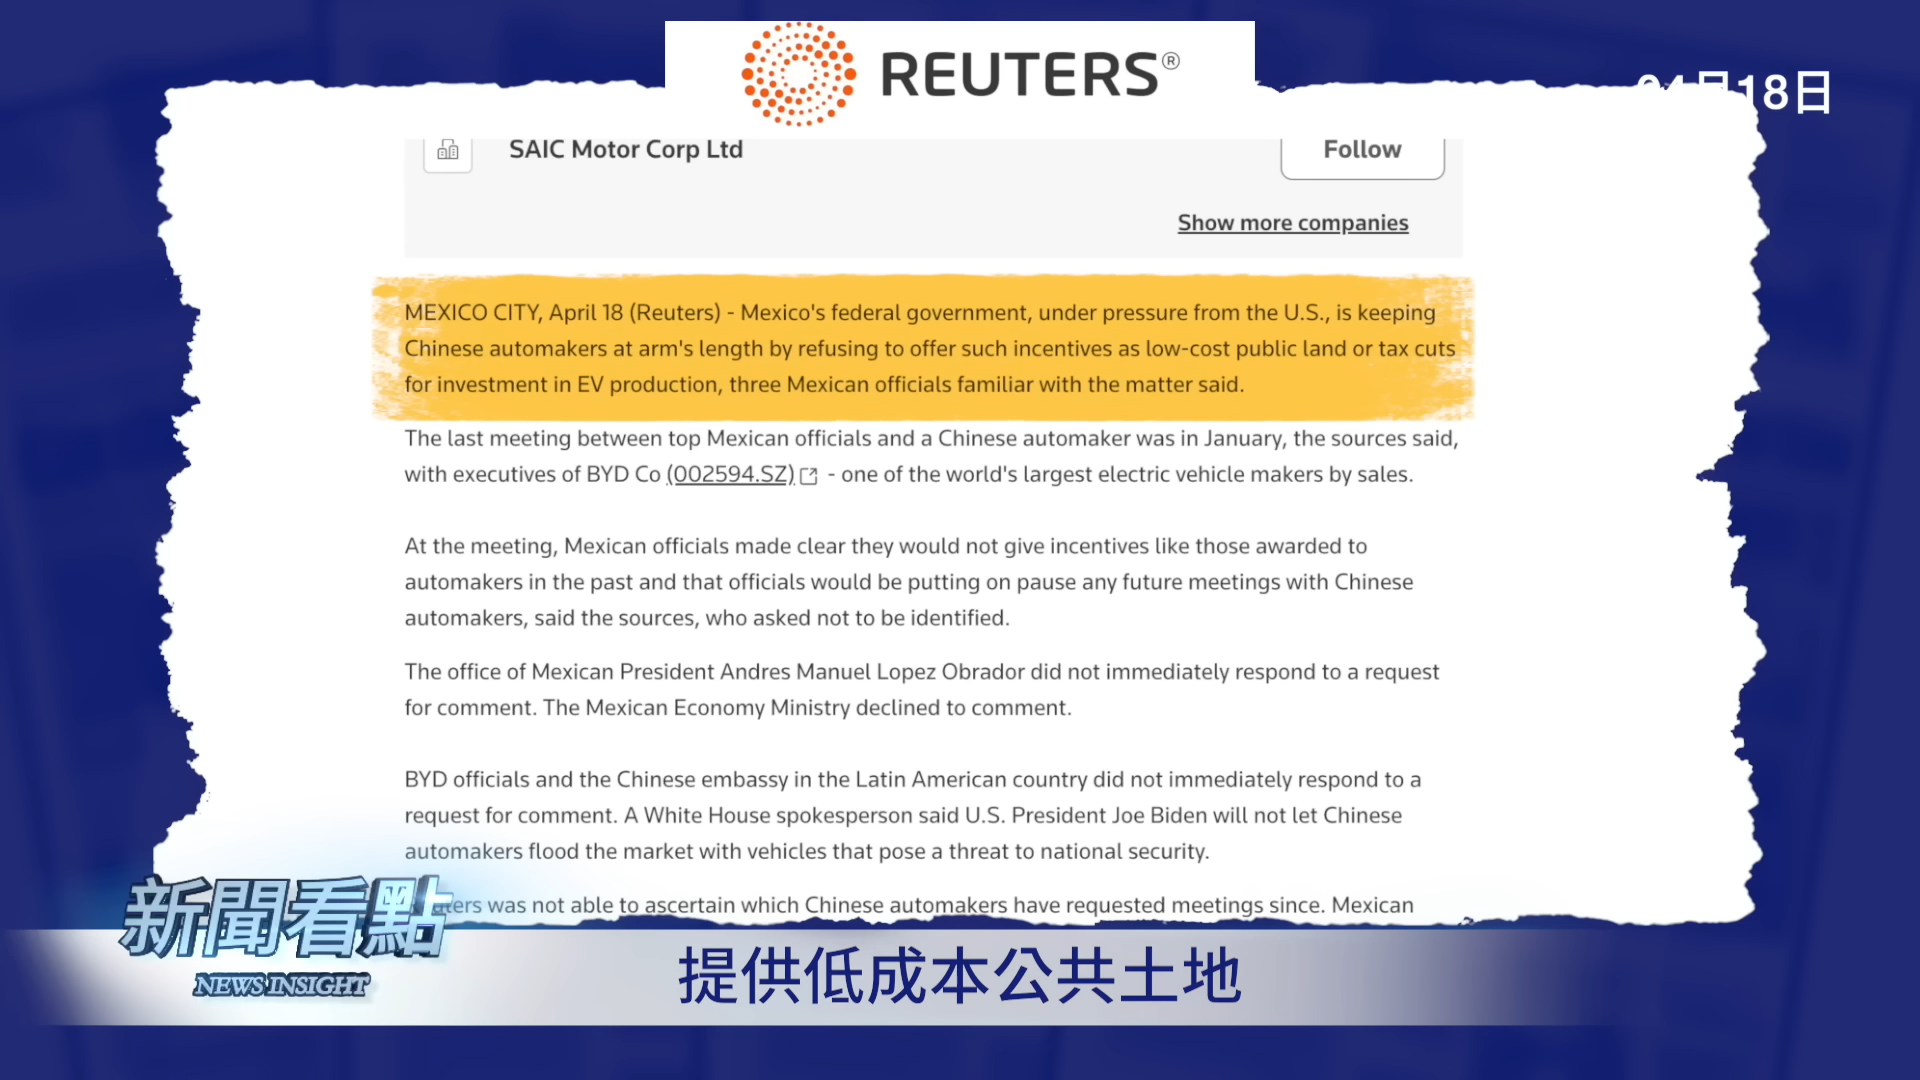 REUTERS®
18日
SAIC Motor Corp Ltd
Follow
Show more companies
MEXICO CITY, April 18 (Reuters) - Mexico's federal government, under pressure from the U.S., is keeping
Chinese automakers at arm's length by refusing to offer such incentives as low-cost public land or tax cuts
for investment in EV production, three Mexican officials familiar with the matter said.
The last meeting between top Mexican officials and a Chinese automaker was in January, the sources said,
with executives of BYD Co (002594.SZ) - one of the world's largest electric vehicle makers by sales.
At the meeting, Mexican officials made clear they would not give incentives like those awarded to
automakers in the past and that officials would be putting on pause any future meetings with Chinese
automakers, said the sources, who asked not to be identified.
The office of Mexican President Andres Manuel Lopez Obrador did not immediately respond to a request
for comment. The Mexican Economy Ministry declined to comment.
BYD officials and the Chinese embassy in the Latin American country did not immediately respond to a
request for comment. A White House spokesperson said U.S. President Joe Biden will not let Chinese
automakers flood the market with vehicles that pose a threat to national security.
was not able to ascertain which Chinese automakers have requested meetings since. Mexican
新聞看點
NEWS INSIGHT
提供低成本公共土地